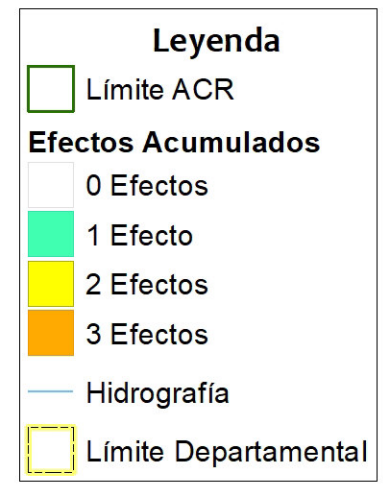 Leyenda
Límite ACR
Efectos Acumulados
0 Efectos
1 Efecto
2 Efectos
3 Efectos
Hidrografía
Límite Departamental